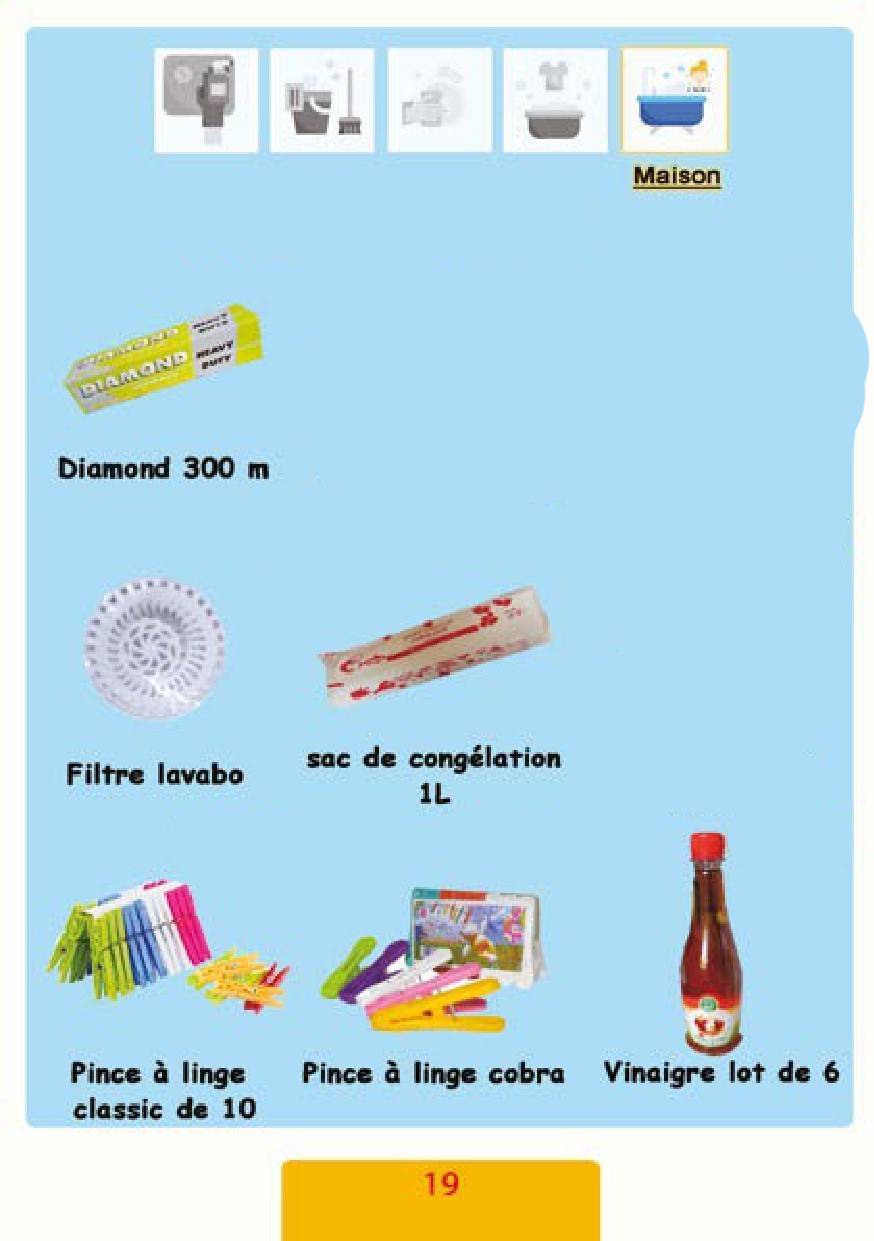 Maison
DIAMOND HEAVY
DUTY
Diamond 300 m
Filtre lavabo
sac de congélation
1L
Pince à linge
classic de 10
Pince à linge cobra
Vinaigre lot de 6
19